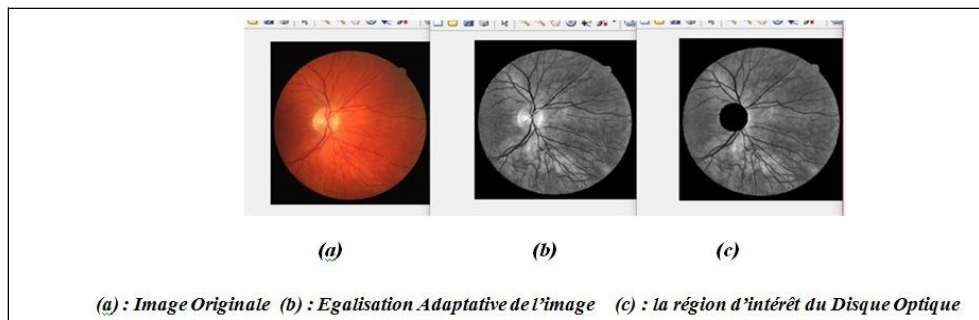 (a) (b) (c)
(a) : Image Originale (b) : Egalisation Adaptative de l'image (c) : la région d'intérêt du Disque Optique